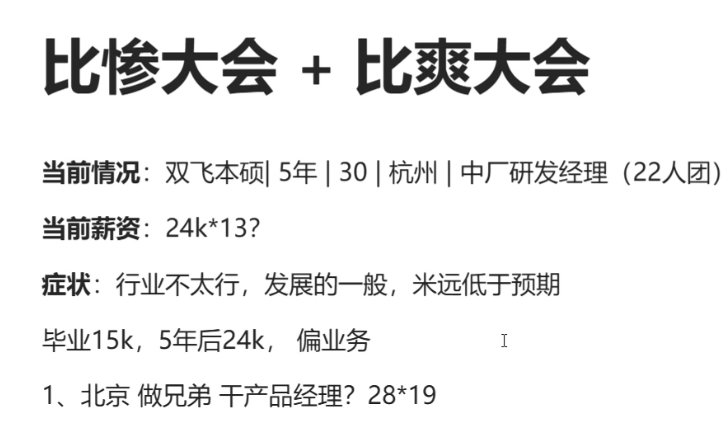 比惨大会 + 比爽大会
当前情况：双飞本硕| 5年 | 30 | 杭州 | 中厂研发经理（22人团）
当前薪资：24k*13?
症状：行业不太行，发展的一般，米远低于预期
毕业15k，5年后24k， 偏业务
1、北京 做兄弟 干产品经理？28*19